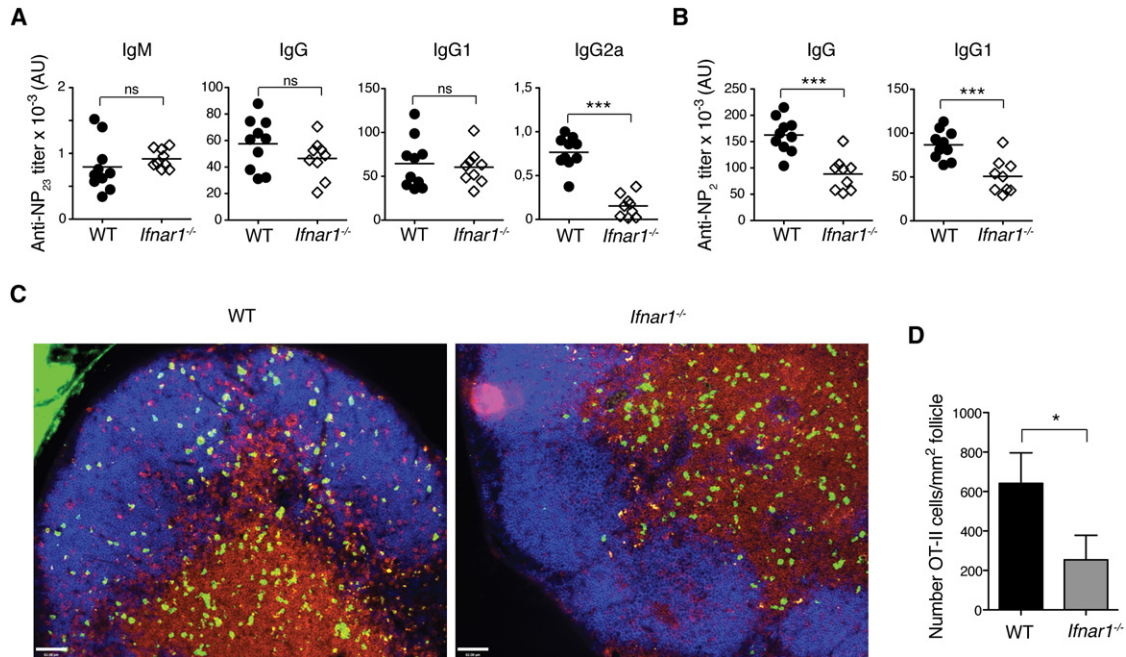 A
B
IgM
IgG
IgG1
IgG2a
IgG
IgG1
Anti-NP23 titer x 10-3 (AU)
2
1
0
ns
WT
Ifnar1-/-
100
80
60
40
20
0
ns
WT
Ifnar1-/-
150
100
50
0
ns
WT
Ifnar1-/-
1.5
1.0
0.5
0
***
WT
Ifnar1-/-
Anti-NP2 titer x 10-3 (AU)
250
200
150
100
50
0
***
WT
Ifnar1-/-
150
100
50
0
***
WT
Ifnar1-/-
C
WT
Ifnar1-/-
D
Number OT-II cells/mm2 follicle
1000
800
600
400
200
0
*
WT
Ifnar1-/-